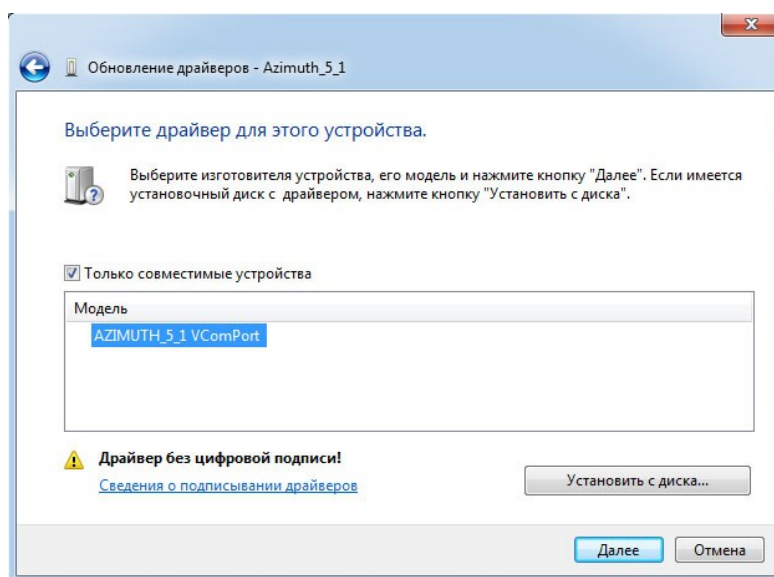 Обновление драйверов - Azimuth_5_1
Выберите драйвер для этого устройства.
Выберите изготовителя устройства, его модель и нажмите кнопку "Далее". Если имеется
установочный диск с драйвером, нажмите кнопку "Установить с диска".
Только совместимые устройства
Модель
AZIMUTH_5_1 VComPort
Драйвер без цифровой подписи!
Сведения о подписывании драйверов
Установить с диска...
Далее
Отмена